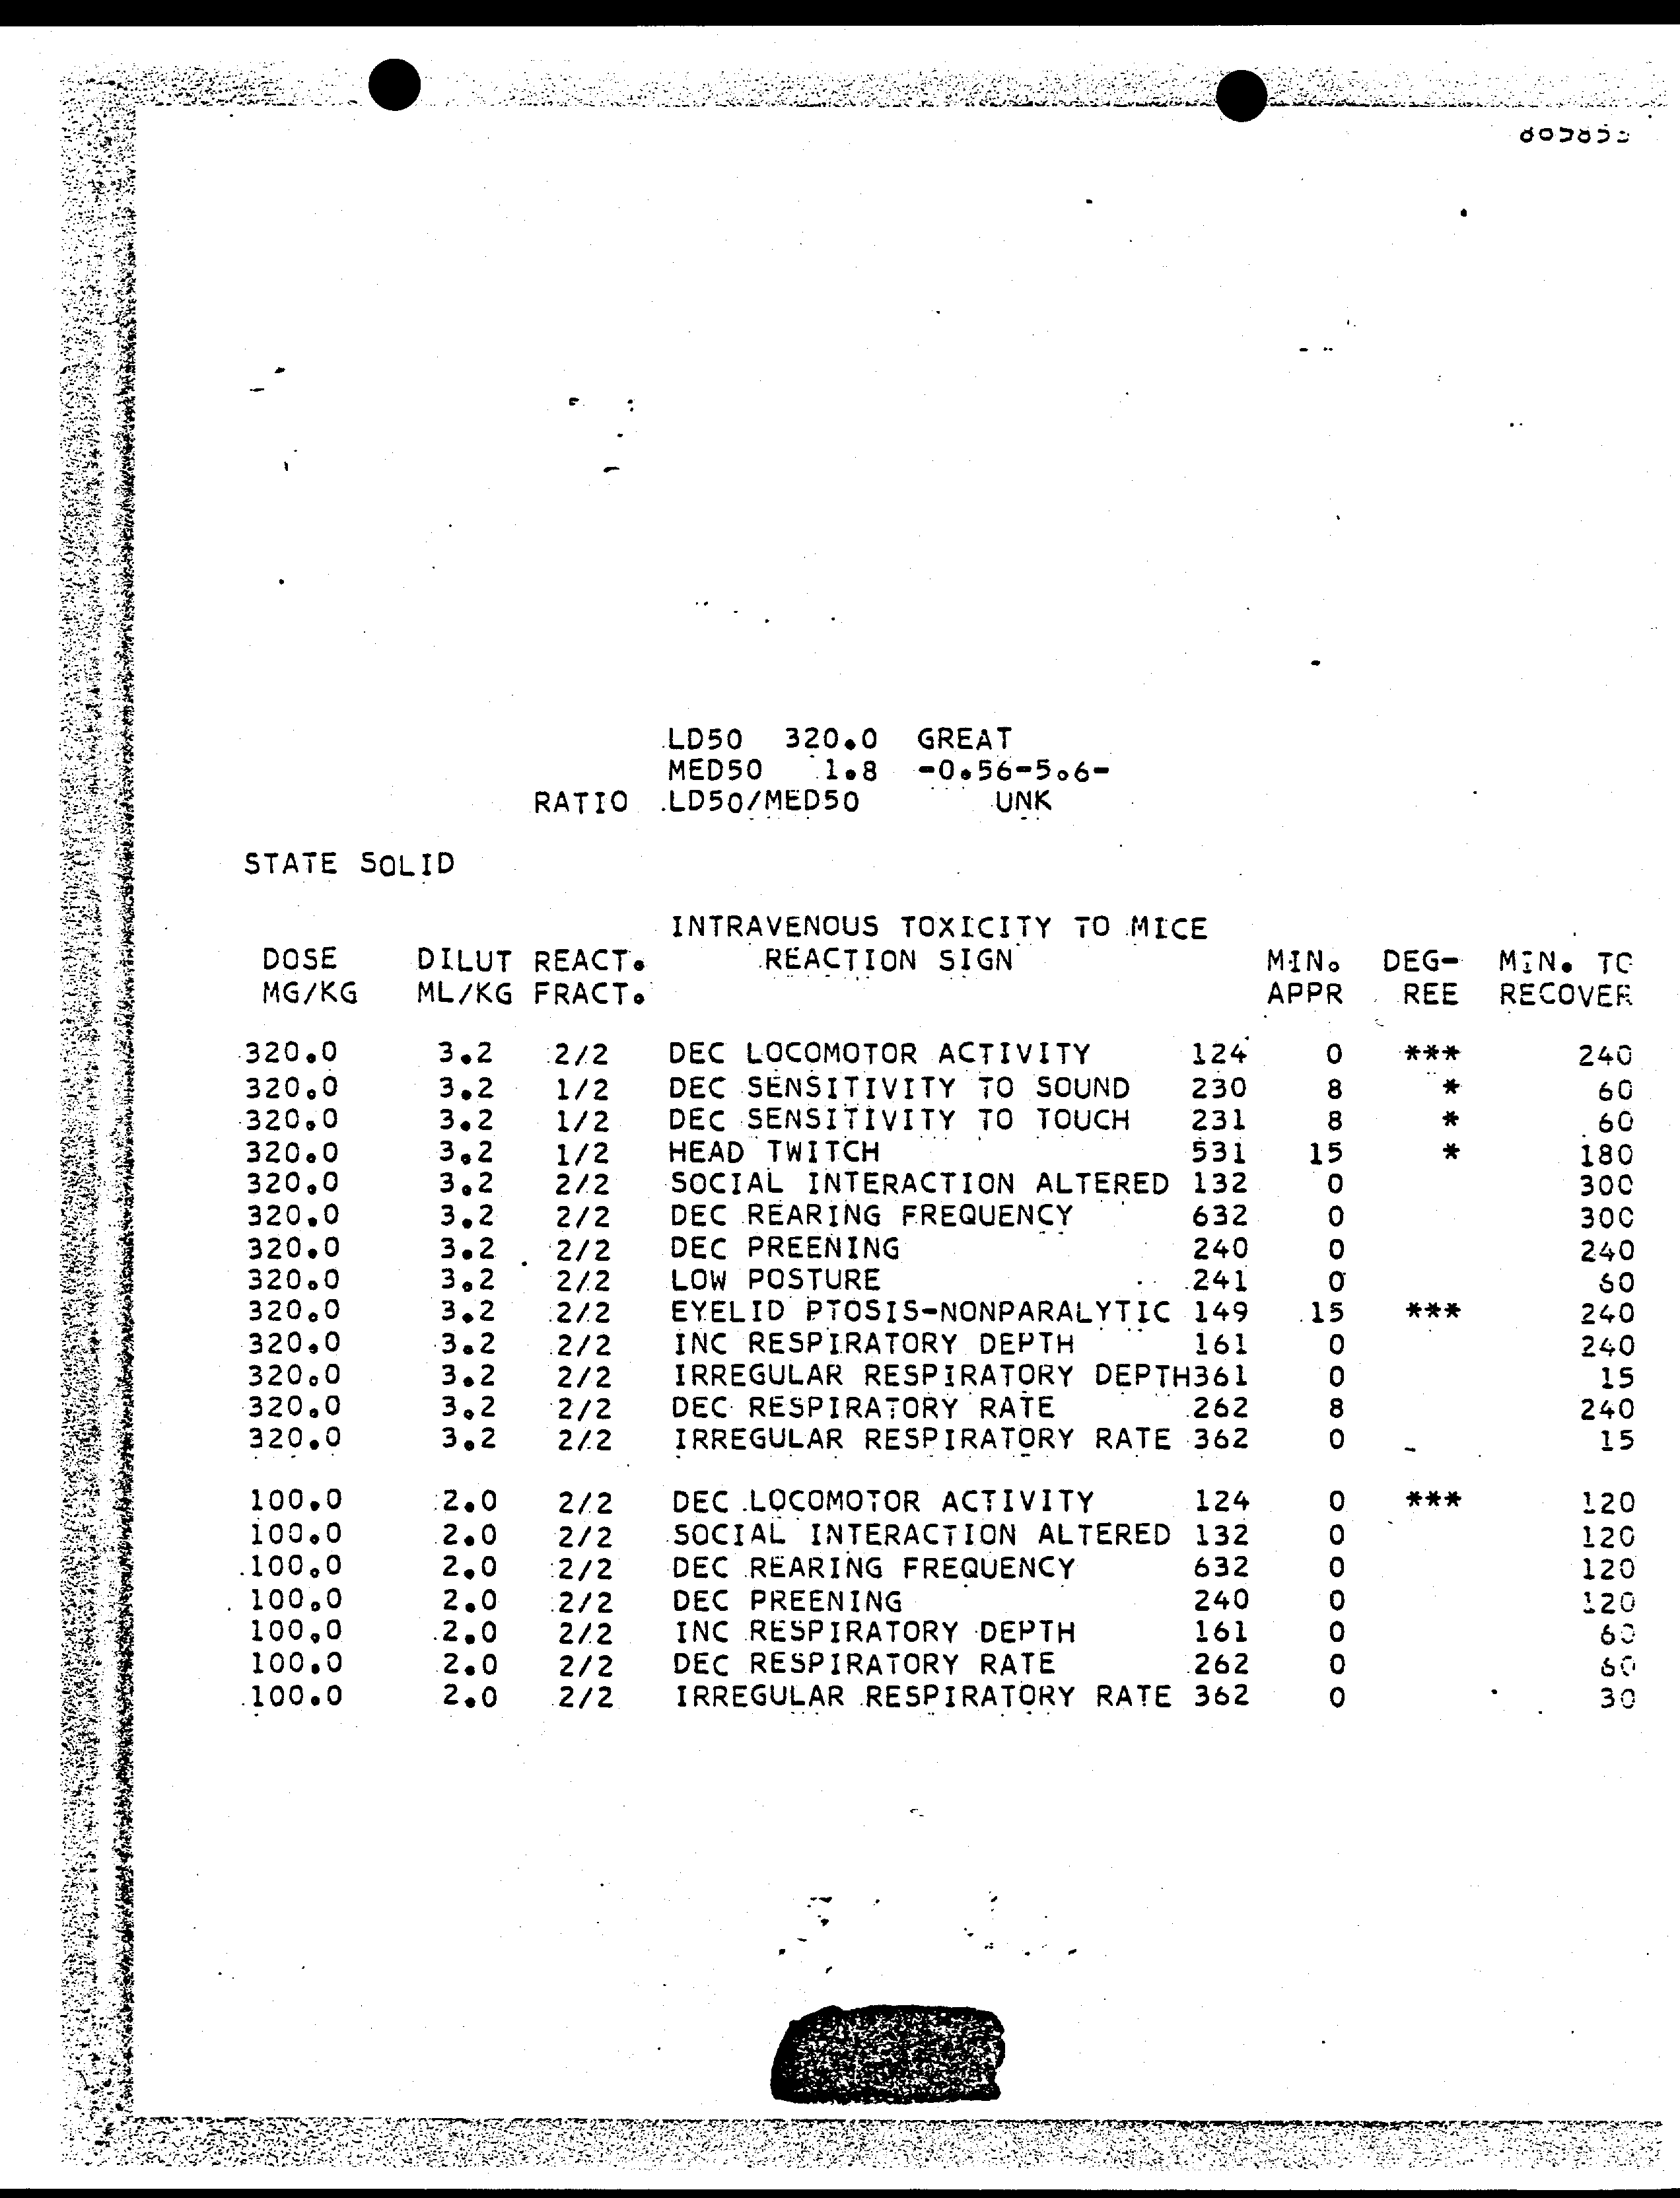 LD50 320.0 GREAT
MED50 1.8 -0.56-5.6-
RATIO LD50/MED50 UNK
STATE SOLID
INTRAVENOUS TOXICITY TO MICE
DOSE DILUT REACT. REACTION SIGN MIN. DEG- MIN. TO
MG/KG ML/KG FRACT. APPR REE RECOVER
320.0 3.2 2/2 DEC LOCOMOTOR ACTIVITY 124 0 *** 240
320.0 3.2 1/2 DEC SENSITIVITY TO SOUND 230 8 * 60
320.0 3.2 1/2 DEC SENSITIVITY TO TOUCH 231 8 * 60
320.0 3.2 1/2 HEAD TWITCH 531 15 * 180
320.0 3.2 2/2 SOCIAL INTERACTION ALTERED 132 0 300
320.0 3.2 2/2 DEC REARING FREQUENCY 632 0 300
320.0 3.2 2/2 DEC PREENING 240 0 240
320.0 3.2 2/2 LOW POSTURE 241 0 60
320.0 3.2 2/2 EYELID PTOSIS-NONPARALYTIC 149 15 *** 240
320.0 3.2 2/2 INC RESPIRATORY DEPTH 161 0 240
320.0 3.2 2/2 IRREGULAR RESPIRATORY DEPTH361 0 15
320.0 3.2 2/2 DEC RESPIRATORY RATE 262 8 240
320.0 3.2 2/2 IRREGULAR RESPIRATORY RATE 362 0 15
100.0 2.0 2/2 DEC LOCOMOTOR ACTIVITY 124 0 *** 120
100.0 2.0 2/2 SOCIAL INTERACTION ALTERED 132 0 120
100.0 2.0 2/2 DEC REARING FREQUENCY 632 0 120
100.0 2.0 2/2 DEC PREENING 240 0 120
100.0 2.0 2/2 INC RESPIRATORY DEPTH 161 0 60
100.0 2.0 2/2 DEC RESPIRATORY RATE 262 0 60
100.0 2.0 2/2 IRREGULAR RESPIRATORY RATE 362 0 30